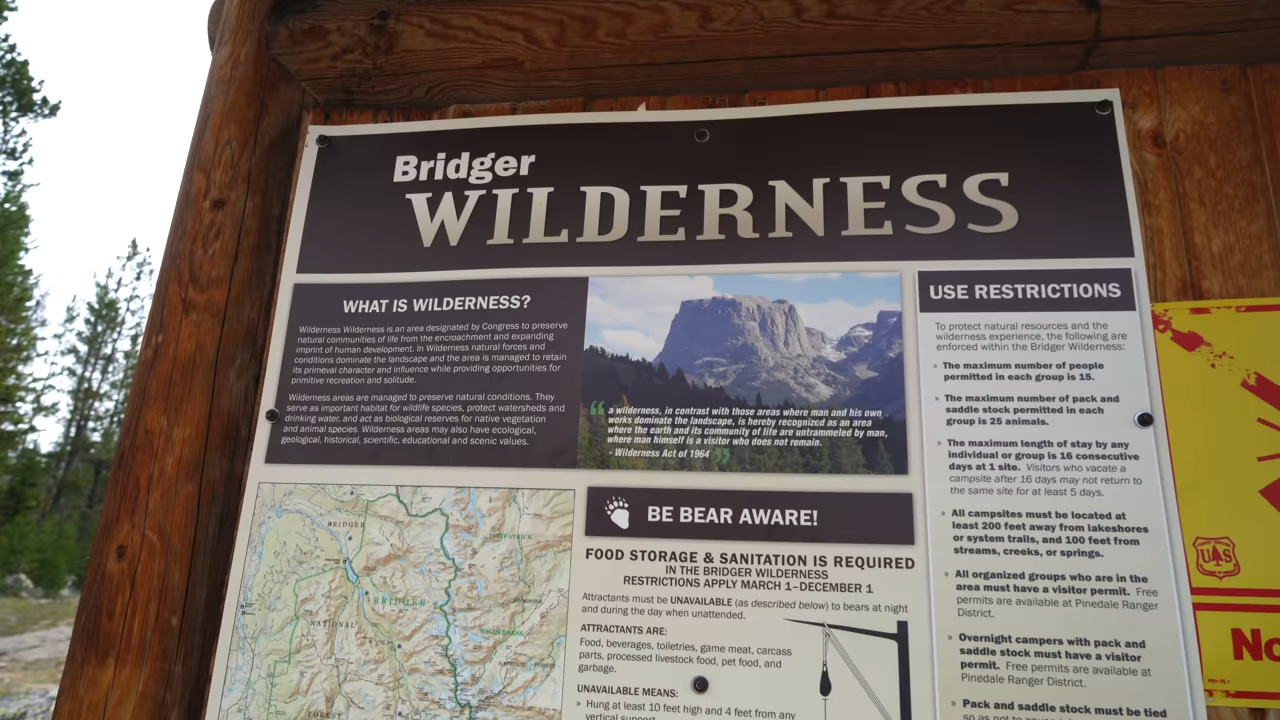 Bridger
WILDERNESS
WHAT IS WILDERNESS?
Wilderness Wilderness is an area designated by Congress to preserve
natural communities of life from the encroachment and expanding
imprint of human development. In Wilderness natural forces and
conditions dominate the landscape and the area is managed to retain
its primeval character and influence while providing opportunities for
primitive recreation and solitude.
Wilderness areas are managed to preserve natural conditions. They
serve as important habitat for wildlife species, protect watersheds and
drinking water, and act as biological reserves for native vegetation
and animal species. Wilderness areas may also have ecological,
geological, historical, scientific, educational and scenic values.
“ a wilderness, in contrast with those areas where man and his own
works dominate the landscape, is hereby recognized as an area
where the earth and its community of life are untrammeled by man,
where man himself is a visitor who does not remain.
- Wilderness Act of 1964 ”
BRIDGER
FITZPATRICK
BRIDGER
NATIONAL
WILDERNESS
FOREST
BE BEAR AWARE!
FOOD STORAGE & SANITATION IS REQUIRED
IN THE BRIDGER WILDERNESS
RESTRICTIONS APPLY MARCH 1–DECEMBER 1
Attractants must be UNAVAILABLE (as described below) to bears at night
and during the day when unattended.
ATTRACTANTS ARE:
Food, beverages, toiletries, game meat, carcass
parts, processed livestock food, pet food, and
garbage.
UNAVAILABLE MEANS:
» Hung at least 10 feet high and 4 feet from any
vertical support
USE RESTRICTIONS
To protect natural resources and the
wilderness experience, the following are
enforced within the Bridger Wilderness:
» The maximum number of people
permitted in each group is 15.
» The maximum number of pack and
saddle stock permitted in each
group is 25 animals.
» The maximum length of stay by any
individual or group is 16 consecutive
days at 1 site. Visitors who vacate a
campsite after 16 days may not return to
the same site for at least 5 days.
» All campsites must be located at
least 200 feet away from lakeshores
or system trails, and 100 feet from
streams, creeks, or springs.
» All organized groups who are in the
area must have a visitor permit. Free
permits are available at Pinedale Ranger
District.
» Overnight campers with pack and
saddle stock must have a visitor
permit. Free permits are available at
Pinedale Ranger District.
» Pack and saddle stock must be tied
so as not to
U S
No